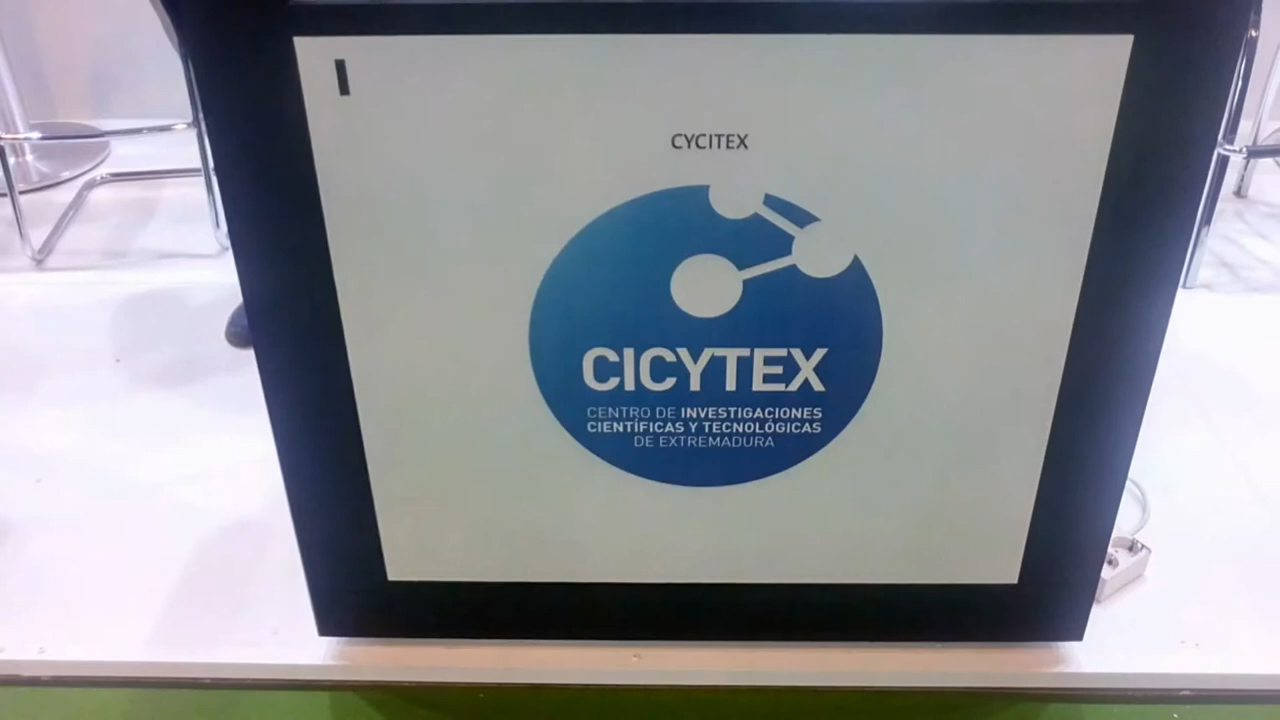 CYCITEX
CICYTEX
CENTRO DE INVESTIGACIONES
CIENTÍFICAS Y TECNOLÓGICAS
DE EXTREMADURA